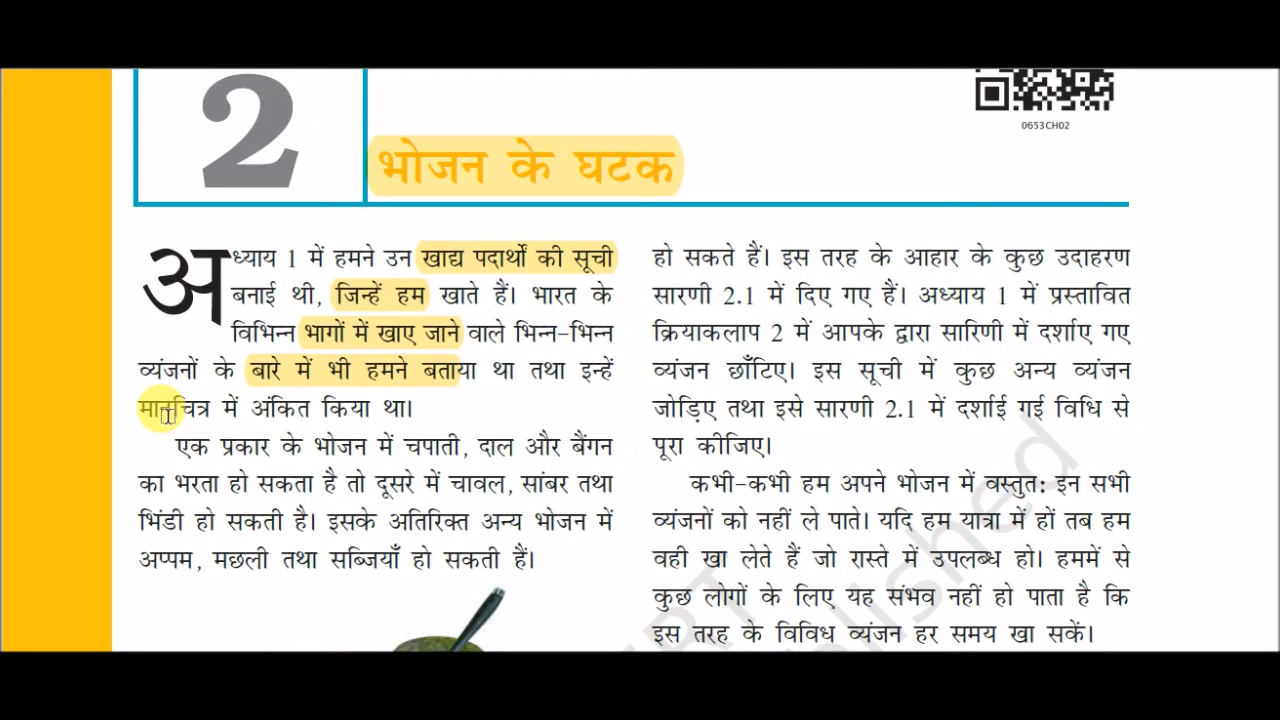 2
भोजन के घटक
0653CH02
अध्याय 1 में हमने उन खाद्य पदार्थों की सूची
बनाई थी, जिन्हें हम खाते हैं। भारत के
विभिन्न भागों में खाए जाने वाले भिन्न-भिन्न
व्यंजनों के बारे में भी हमने बताया था तथा इन्हें
मानचित्र में अंकित किया था।
एक प्रकार के भोजन में चपाती, दाल और बैंगन
का भरता हो सकता है तो दूसरे में चावल, सांबर तथा
भिंडी हो सकती है। इसके अतिरिक्त अन्य भोजन में
अप्पम, मछली तथा सब्जियाँ हो सकती हैं।
हो सकते हैं। इस तरह के आहार के कुछ उदाहरण
सारणी 2.1 में दिए गए हैं। अध्याय 1 में प्रस्तावित
क्रियाकलाप 2 में आपके द्वारा सारिणी में दर्शाए गए
व्यंजन छाँटिए। इस सूची में कुछ अन्य व्यंजन
जोड़िए तथा इसे सारणी 2.1 में दर्शाई गई विधि से
पूरा कीजिए।
कभी-कभी हम अपने भोजन में वस्तुत: इन सभी
व्यंजनों को नहीं ले पाते। यदि हम यात्रा में हों तब हम
वही खा लेते हैं जो रास्ते में उपलब्ध हो। हममें से
कुछ लोगों के लिए यह संभव नहीं हो पाता है कि
इस तरह के विविध व्यंजन हर समय खा सकें।